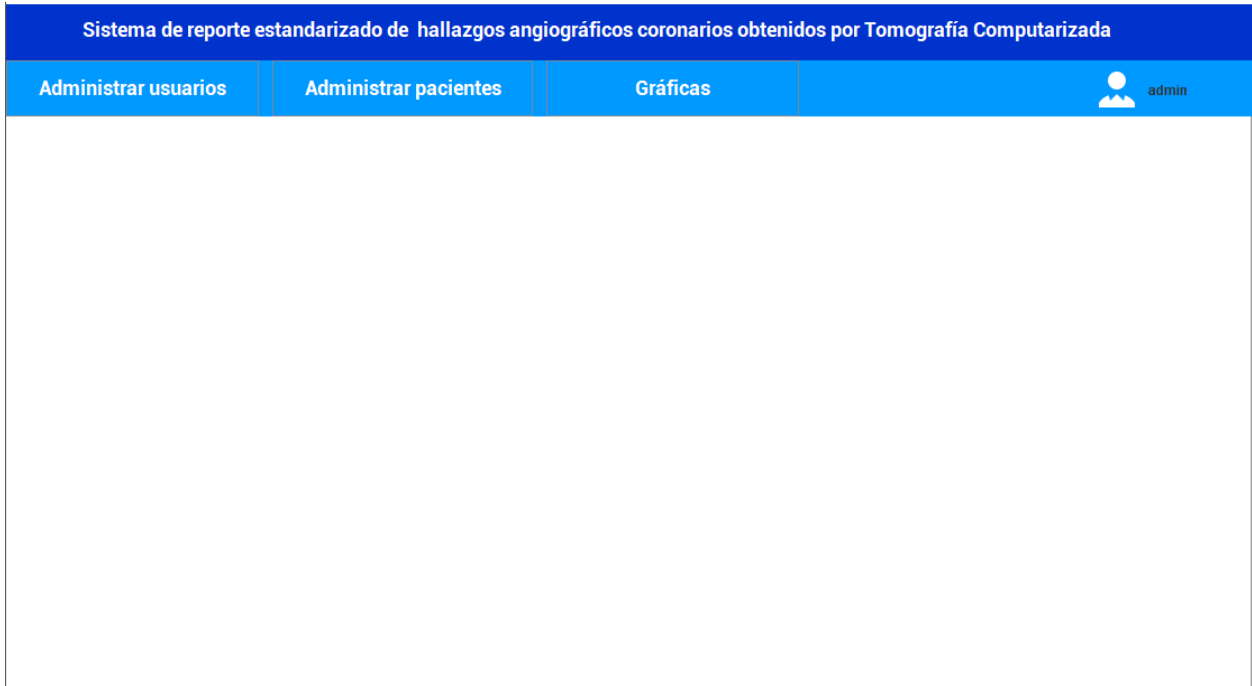 Sistema de reporte estandarizado de  hallazgos angiográficos coronarios obtenidos por Tomografía Computarizada
Administrar usuarios Administrar pacientes Gráficas admin